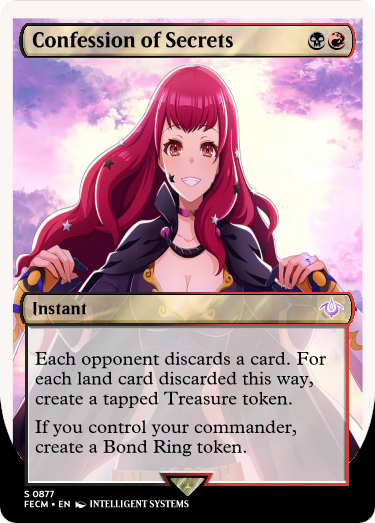 Confession of Secrets
Instant
Each opponent discards a card. For
each land card discarded this way,
create a tapped Treasure token.
If you control your commander,
create a Bond Ring token.
S 0877
FECM • EN INTELLIGENT SYSTEMS